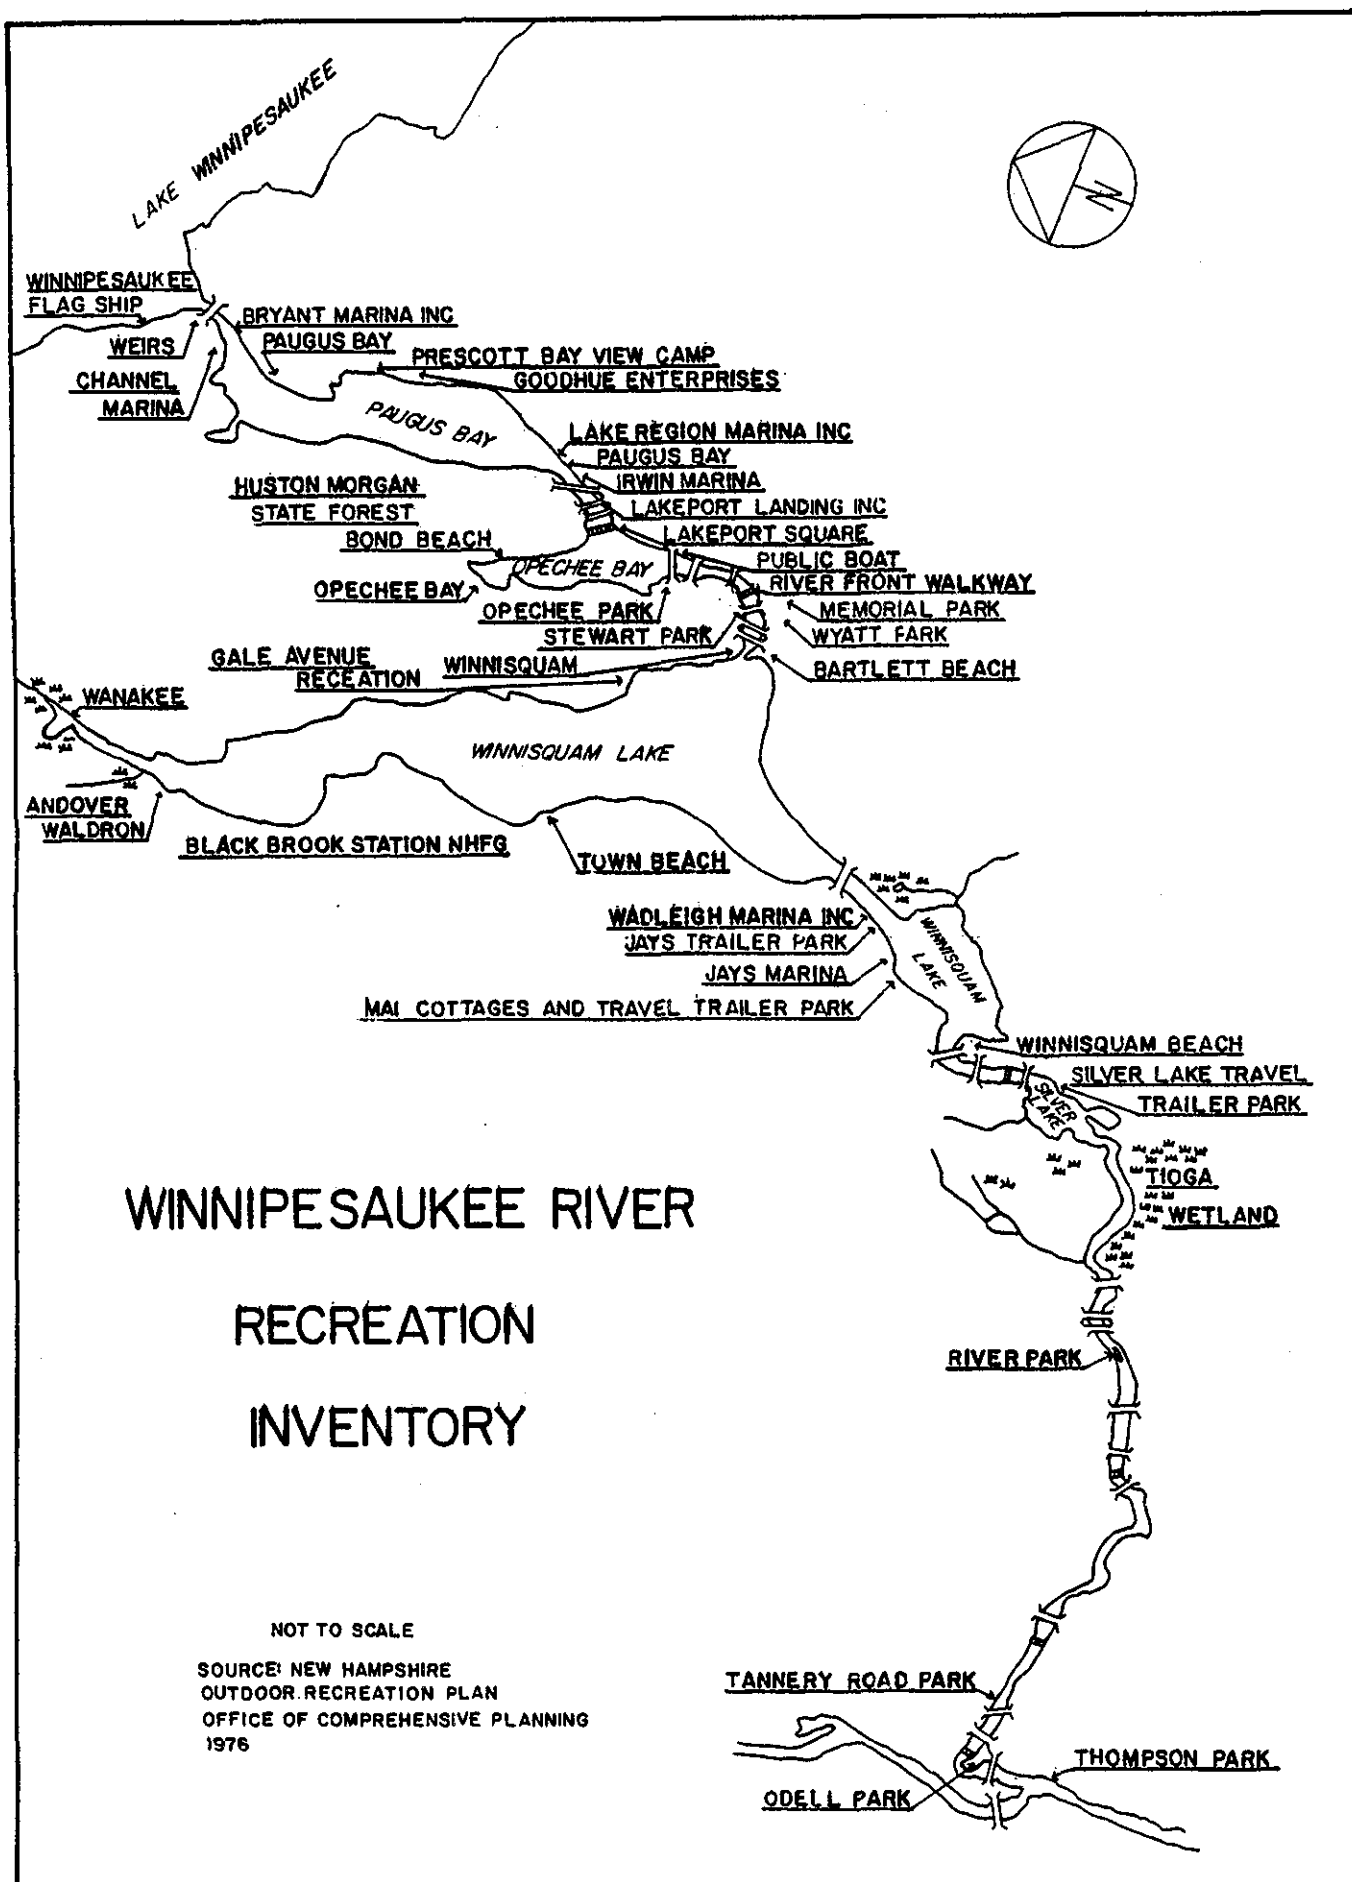 LAKE WINNIPESAUKEE
N
WINNIPESAUKEE
FLAG SHIP
WEIRS
CHANNEL
MARINA
BRYANT MARINA INC
PAUGUS BAY
PRESCOTT BAY VIEW CAMP
GOODHUE ENTERPRISES
PAUGUS BAY
LAKE REGION MARINA INC
PAUGUS BAY
IRWIN MARINA
HUSTON MORGAN
STATE FOREST
LAKEPORT LANDING INC
LAKEPORT SQUARE
BOND BEACH
OPECHEE BAY
PUBLIC BOAT
RIVER FRONT WALKWAY
OPECHEE BAY
OPECHEE PARK
MEMORIAL PARK
STEWART PARK
WYATT FARK
GALE AVENUE
RECEATION
WINNISQUAM
BARTLETT BEACH
WANAKEE
WINNISQUAM LAKE
ANDOVER
WALDRON
BLACK BROOK STATION NHFG
TOWN BEACH
WADLEIGH MARINA INC
JAYS TRAILER PARK
WINNISQUAM
LAKE
JAYS MARINA
MAI COTTAGES AND TRAVEL TRAILER PARK
WINNISQUAM BEACH
SILVER LAKE TRAVEL
TRAILER PARK
SILVER
LAKE
TIOGA
WETLAND
WINNIPESAUKEE RIVER
RECREATION
INVENTORY
RIVER PARK
NOT TO SCALE
SOURCE: NEW HAMPSHIRE
OUTDOOR.RECREATION PLAN
OFFICE OF COMPREHENSIVE PLANNING
1976
TANNERY ROAD PARK
THOMPSON PARK
ODELL PARK